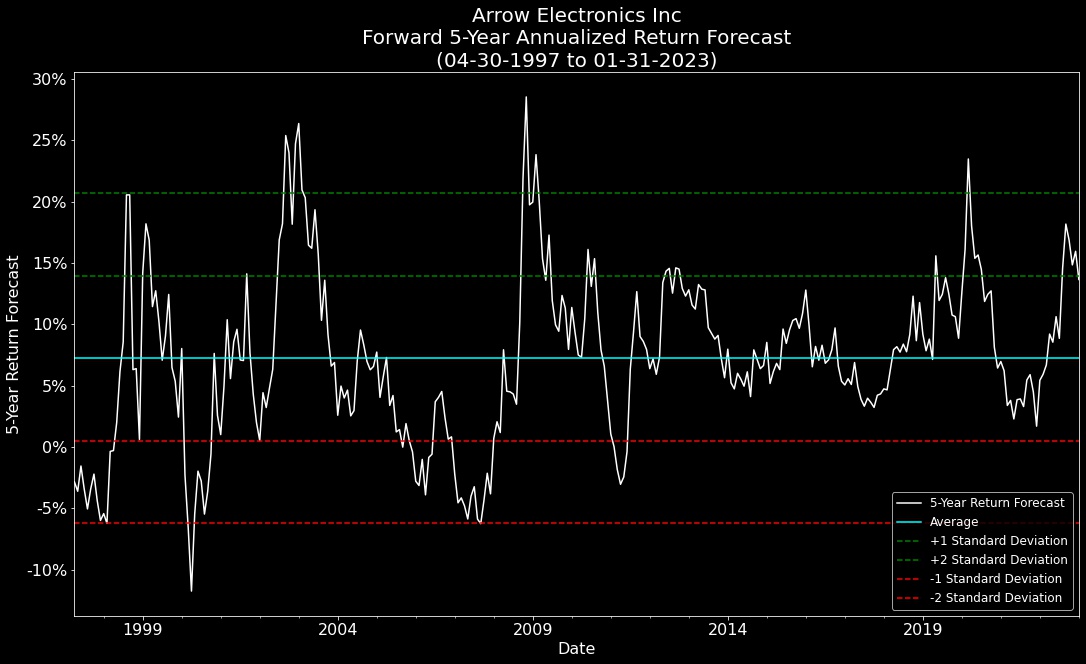 Arrow Electronics Inc
Forward 5-Year Annualized Return Forecast
(04-30-1997 to 01-31-2023)
5-Year Return Forecast
30%
25%
20%
15%
10%
5%
0%
-5%
-10%
5-Year Return Forecast
Average
+1 Standard Deviation
+2 Standard Deviation
-1 Standard Deviation
-2 Standard Deviation
1999 2004 2009 2014 2019
Date